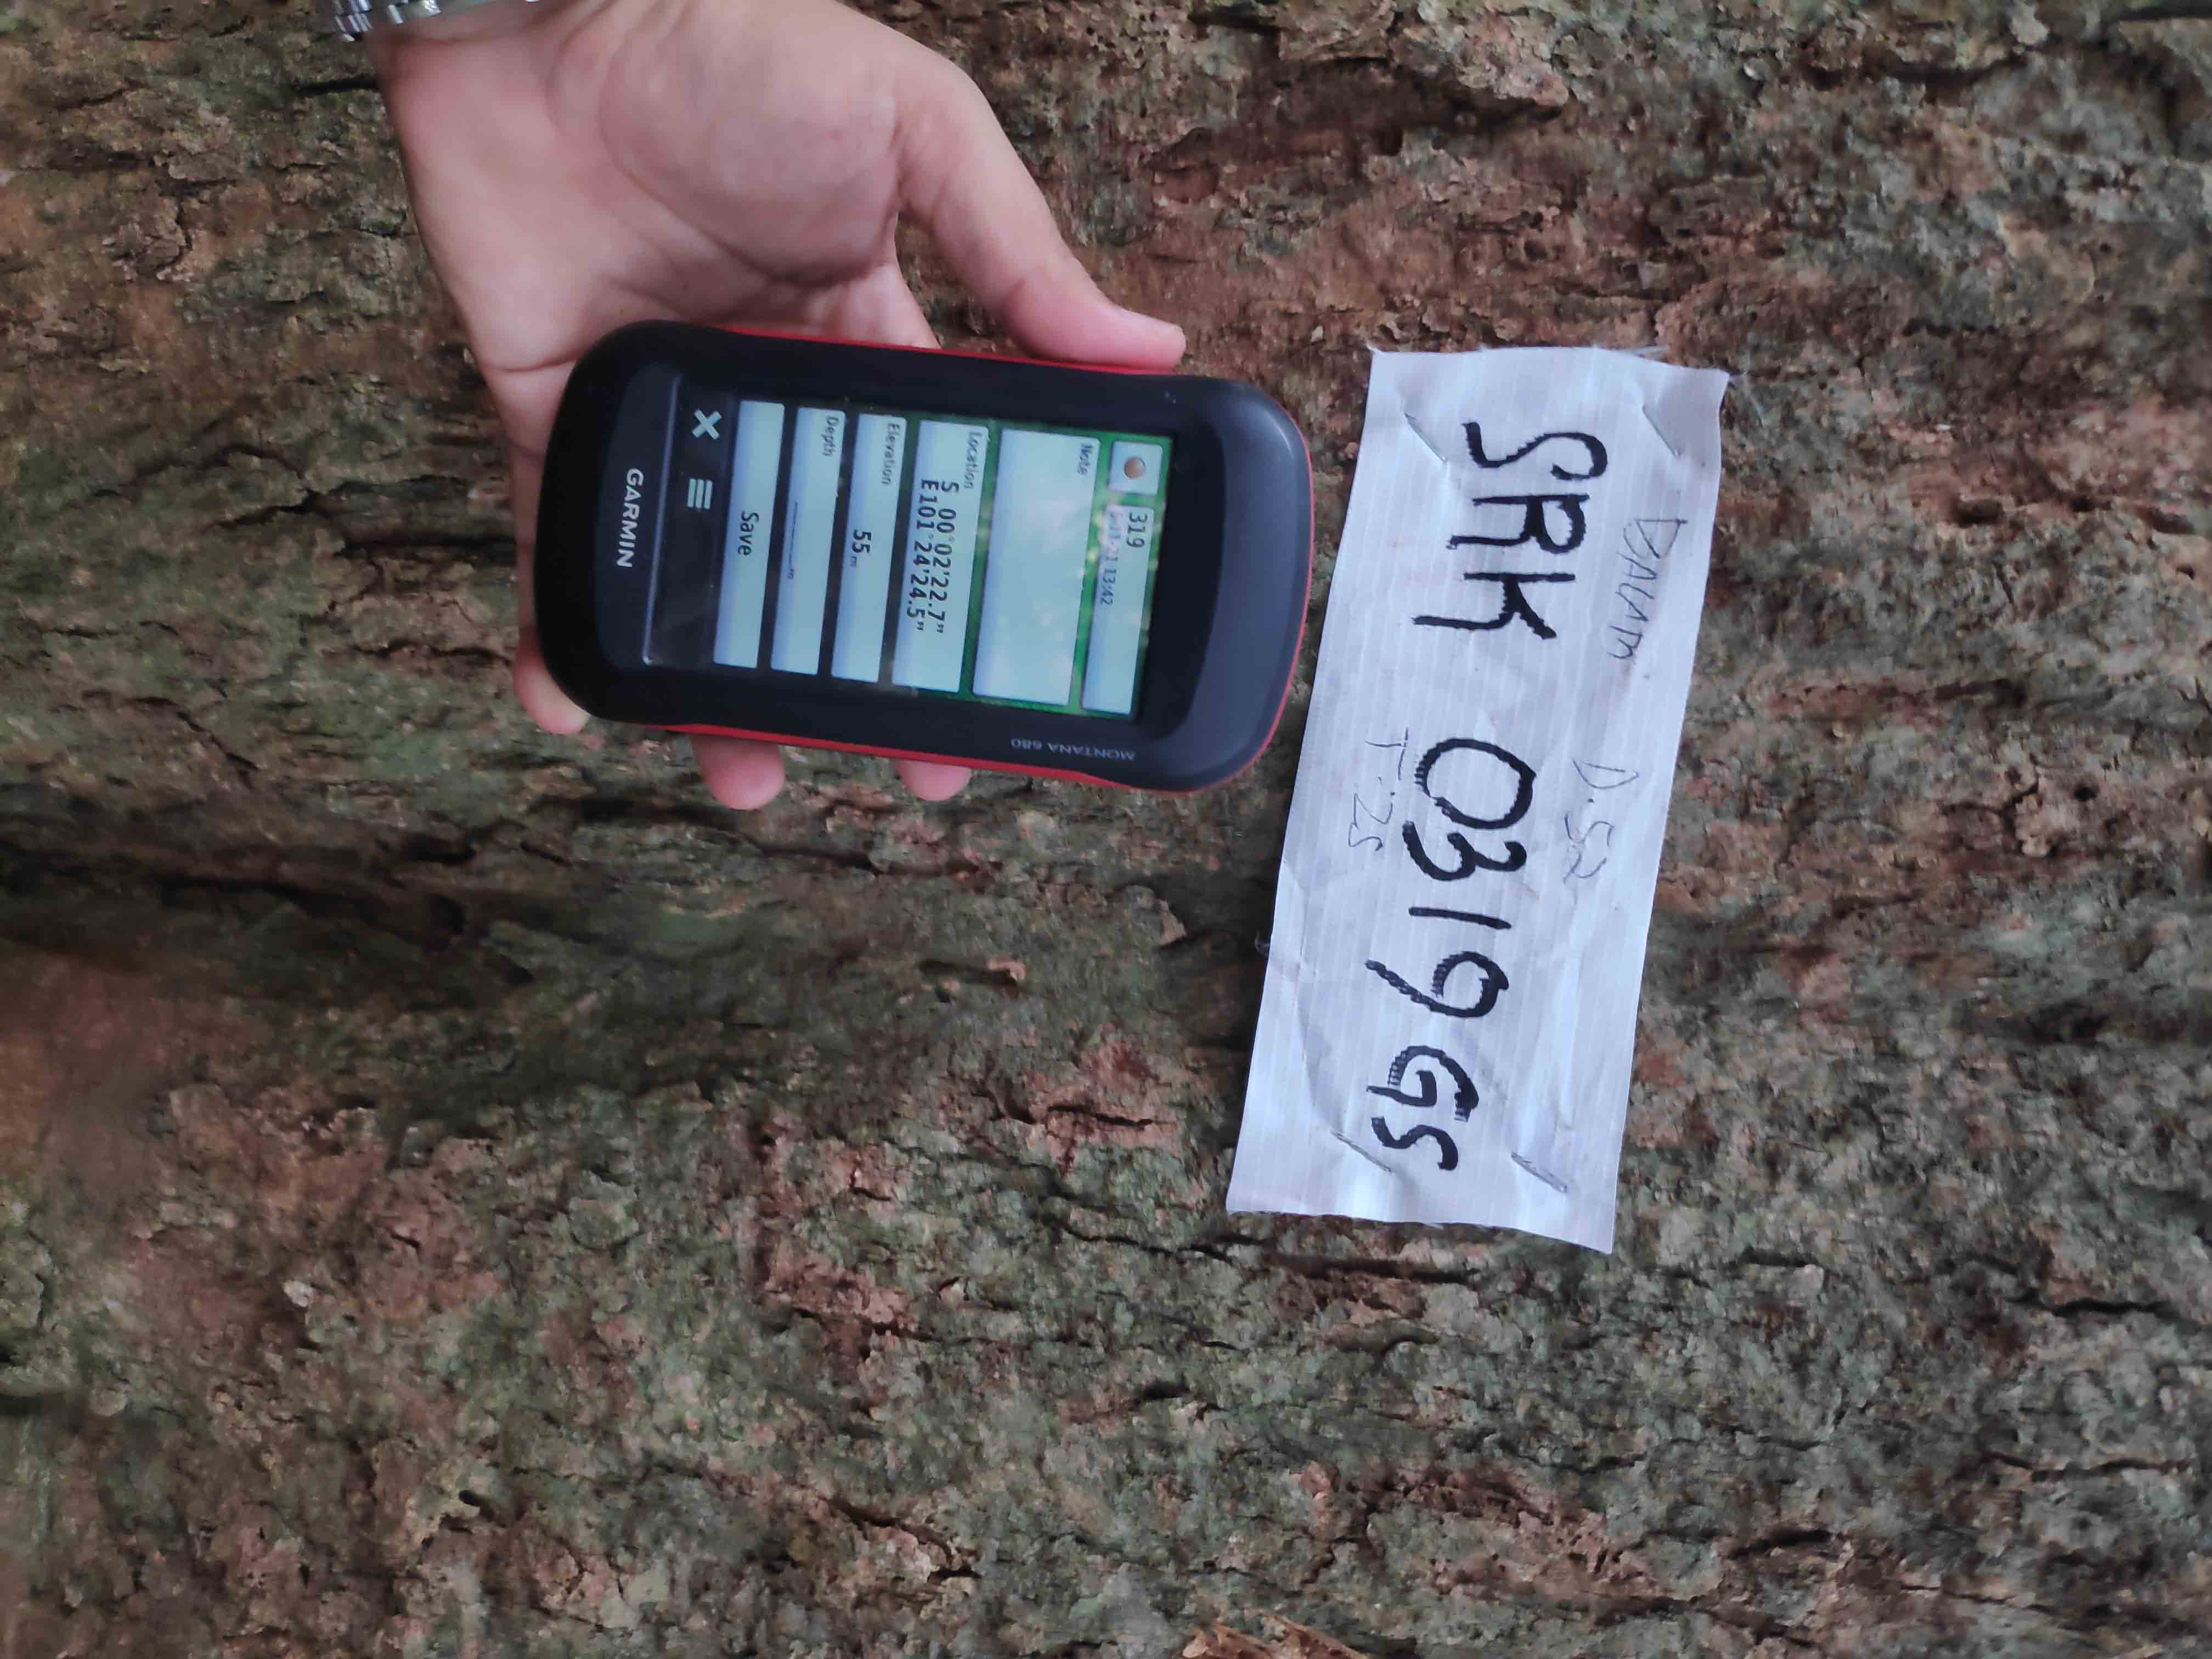 BALAM D.52
SRK 0319 GS
T:25
MONTANA 680
319
13:42
Note
Location
S 00°02'22.7"
E101°24'24.5"
Elevation
55 m
Depth
_____m
Save
GARMIN